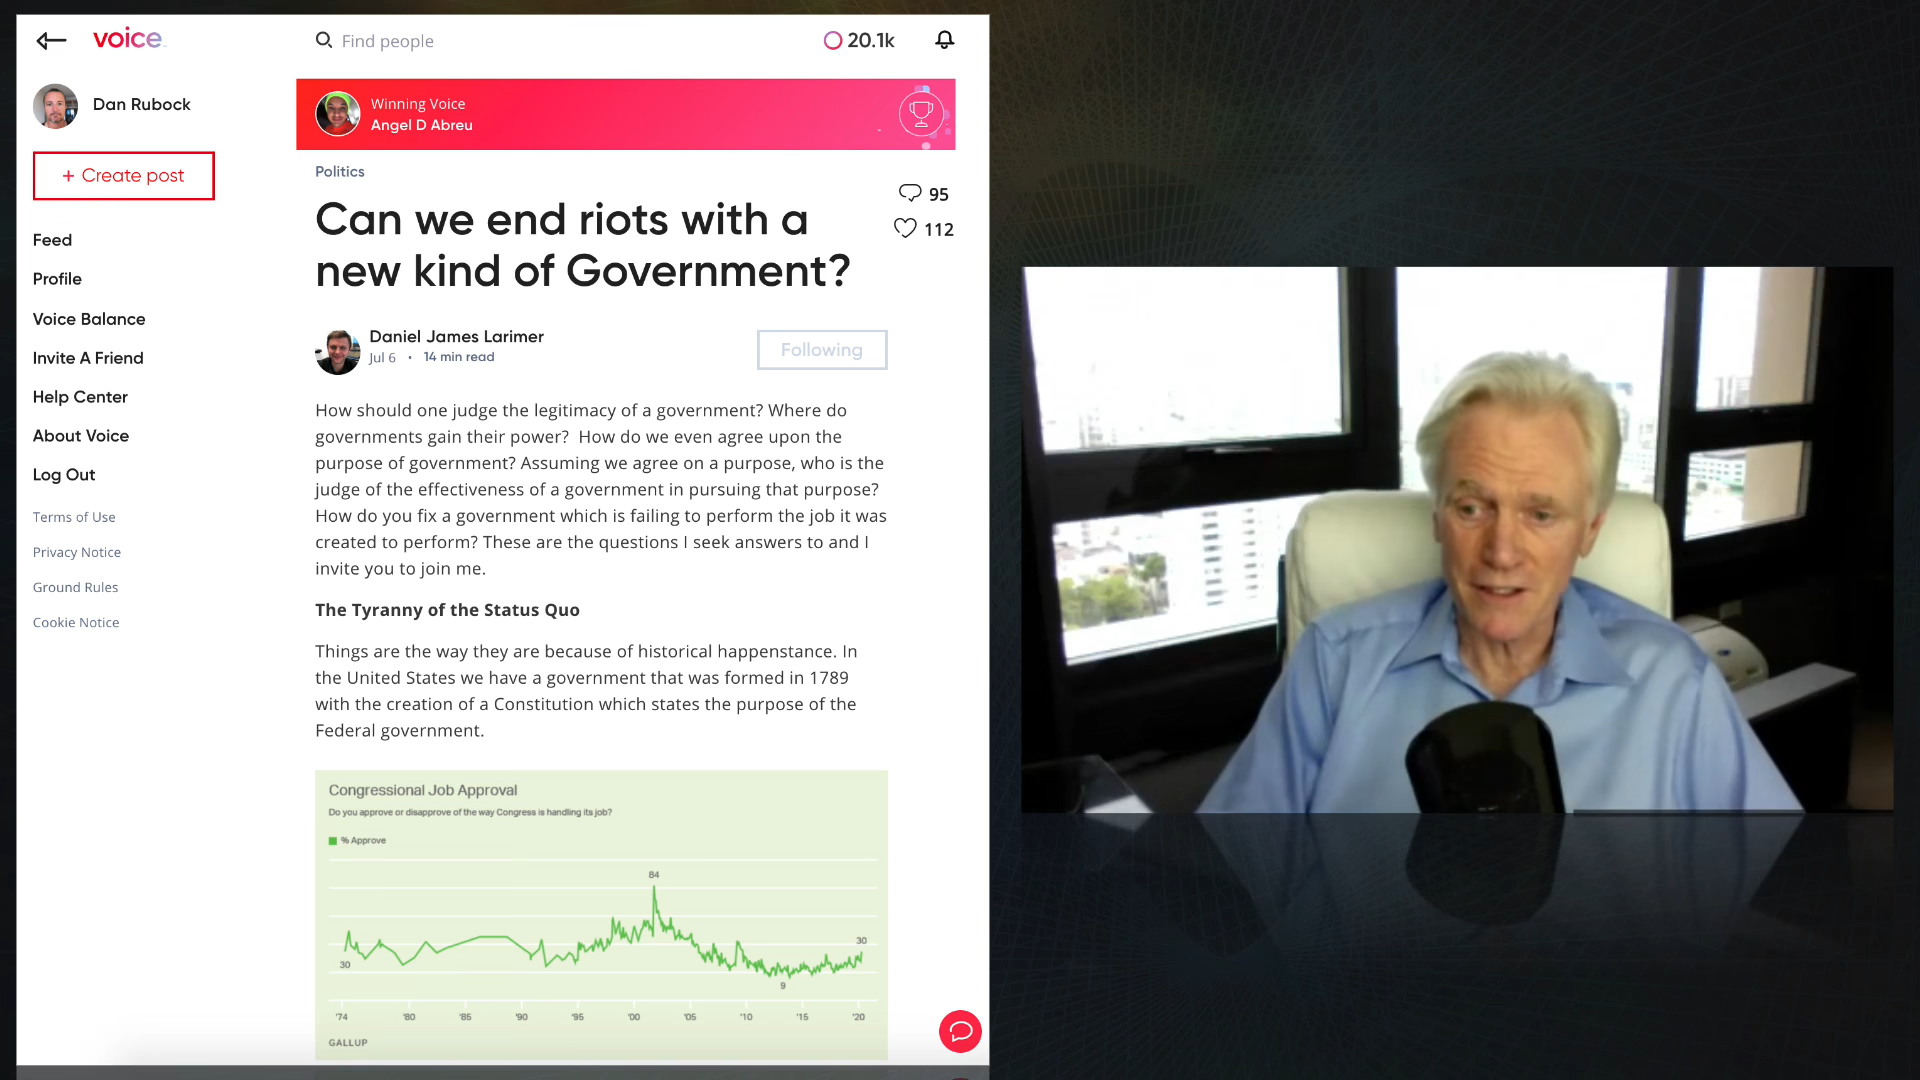 voice
Find people
20.1k
Dan Rubock
+ Create post
Feed
Profile
Voice Balance
Invite A Friend
Help Center
About Voice
Log Out
Terms of Use
Privacy Notice
Ground Rules
Cookie Notice
Winning Voice
Angel D Abreu
Politics
95
112
Can we end riots with a
new kind of Government?
Daniel James Larimer
Jul 6 • 14 min read
Following
How should one judge the legitimacy of a government? Where do
governments gain their power? How do we even agree upon the
purpose of government? Assuming we agree on a purpose, who is the
judge of the effectiveness of a government in pursuing that purpose?
How do you fix a government which is failing to perform the job it was
created to perform? These are the questions I seek answers to and I
invite you to join me.
The Tyranny of the Status Quo
Things are the way they are because of historical happenstance. In
the United States we have a government that was formed in 1789
with the creation of a Constitution which states the purpose of the
Federal government.
Congressional Job Approval
Do you approve or disapprove of the way Congress is handling its job?
% Approve
84
30
30
9
'74 '80 '85 '90 '95 '00 '05 '10 '15 '20
GALLUP